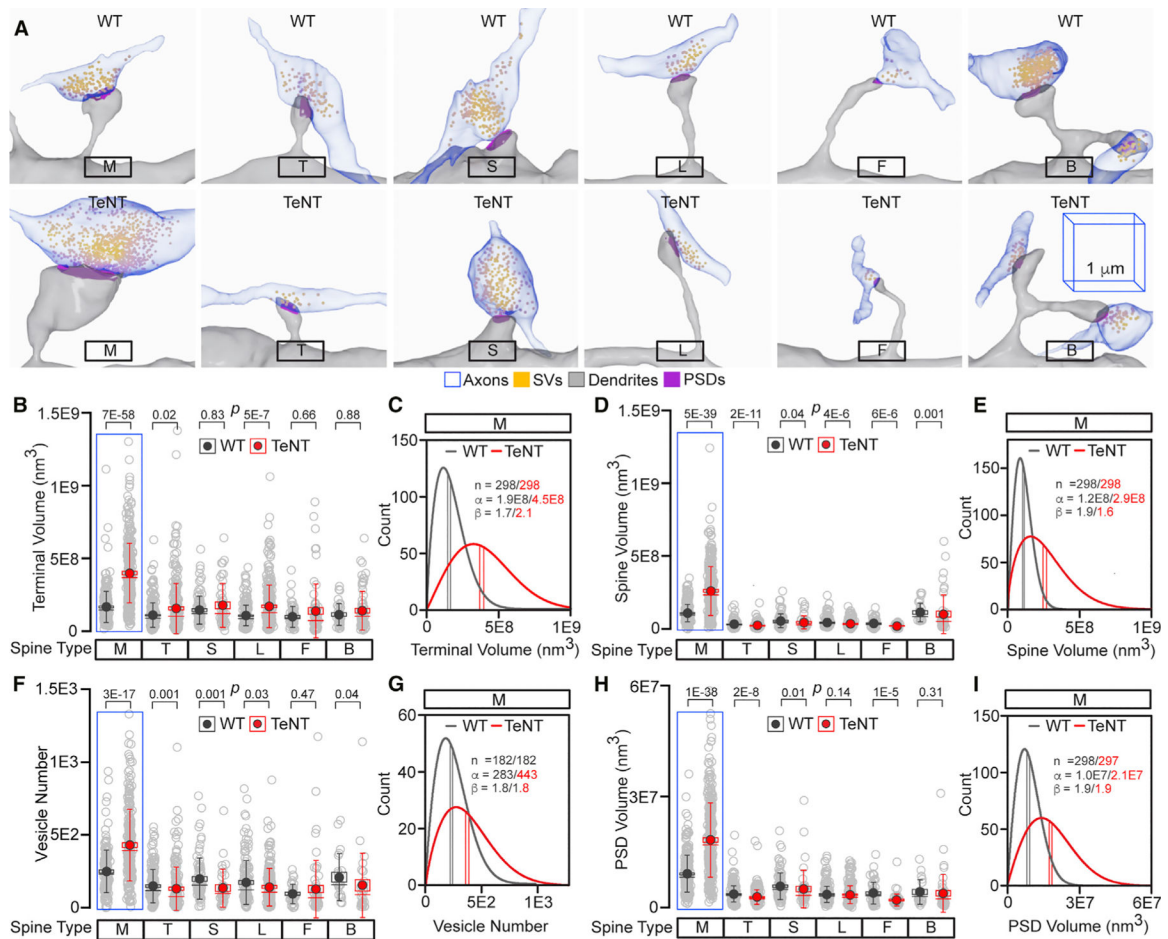 A
WT WT WT WT WT WT
M T S L F B
TeNT TeNT TeNT TeNT TeNT TeNT
1 μm
M T S L F B
Axons SVs Dendrites PSDs
B
1.5E9
1E9
5E8
0
Terminal Volume (nm3)
p
7E-58 0.02 0.83 5E-7 0.66 0.88
WT TeNT
Spine Type M T S L F B
C
M
150
100
50
0
Count
WT TeNT
n = 298/298
α = 1.9E8/4.5E8
β = 1.7/2.1
0 5E8 1E9
Terminal Volume (nm3)
D
1.5E9
1E9
5E8
0
Spine Volume (nm3)
p
5E-39 2E-11 0.04 4E-6 6E-6 0.001
WT TeNT
Spine Type M T S L F B
E
M
150
100
50
0
Count
WT TeNT
n =298/298
α = 1.2E8/2.9E8
β = 1.9/1.6
0 5E8 1E9
Spine Volume (nm3)
F
1.5E3
1E3
5E2
0
Vesicle Number
p
3E-17 0.001 0.001 0.03 0.47 0.04
WT TeNT
Spine Type M T S L F B
G
M
60
40
20
0
Count
WT TeNT
n = 182/182
α = 283/443
β = 1.8/1.8
0 5E2 1E3
Vesicle Number
H
6E7
3E7
0
PSD Volume (nm3)
p
1E-38 2E-8 0.01 0.14 1E-5 0.31
WT TeNT
Spine Type M T S L F B
I
M
150
100
50
0
Count
WT TeNT
n = 298/297
α = 1.0E7/2.1E7
β = 1.9/1.9
0 3E7 6E7
PSD Volume (nm3)